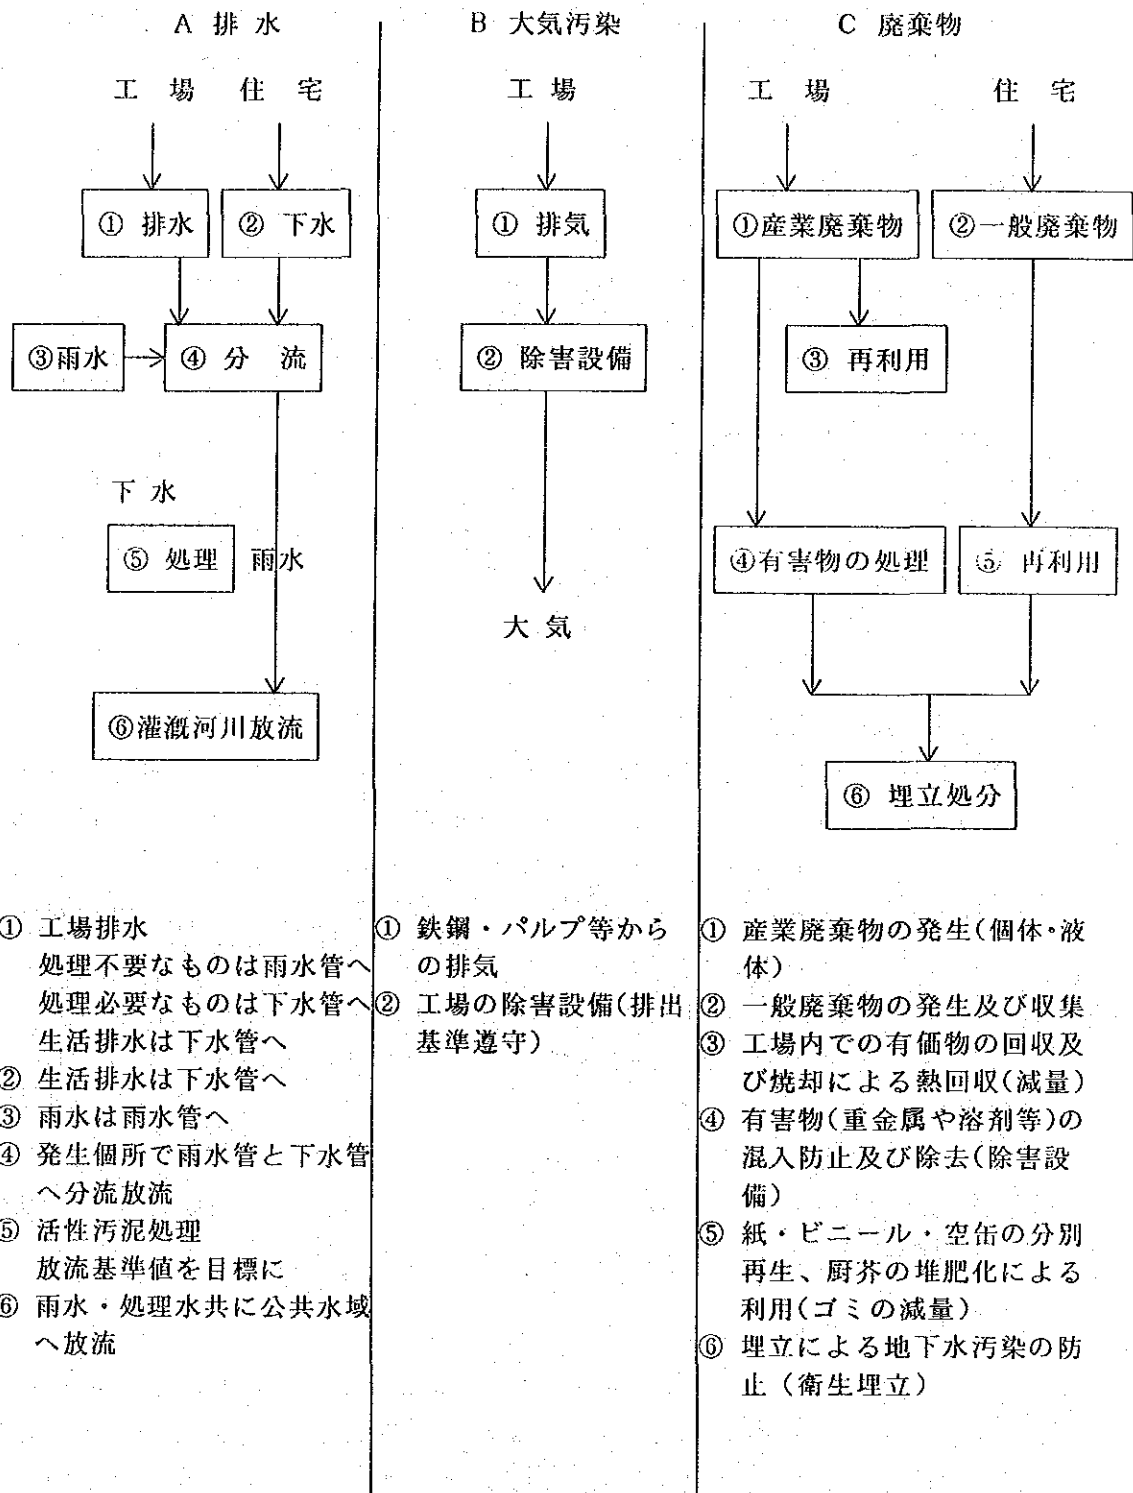 A 排水
工場 住宅
① 排水
② 下水
③雨水
④ 分流
下水
⑤ 処理
雨水
⑥灌漑河川放流
① 工場排水
処理不要なものは雨水管へ
処理必要なものは下水管へ
生活排水は下水管へ
② 生活排水は下水管へ
③ 雨水は雨水管へ
④ 発生個所で雨水管と下水管
へ分流放流
⑤ 活性汚泥処理
放流基準値を目標に
⑥ 雨水・処理水共に公共水域
へ放流
B 大気汚染
工場
① 排気
② 除害設備
大気
① 鉄鋼・パルプ等から
の排気
② 工場の除害設備(排出
基準遵守)
C 廃棄物
工場 住宅
①産業廃棄物
②一般廃棄物
③ 再利用
④有害物の処理
⑤ 再利用
⑥ 埋立処分
① 産業廃棄物の発生(個体・液
体)
② 一般廃棄物の発生及び収集
③ 工場内での有価物の回収及
び焼却による熱回収(減量)
④ 有害物(重金属や溶剤等)の
混入防止及び除去(除害設
備)
⑤ 紙・ビニール・空缶の分別
再生、厨芥の堆肥化による
利用(ゴミの減量)
⑥ 埋立による地下水汚染の防
止(衛生埋立)